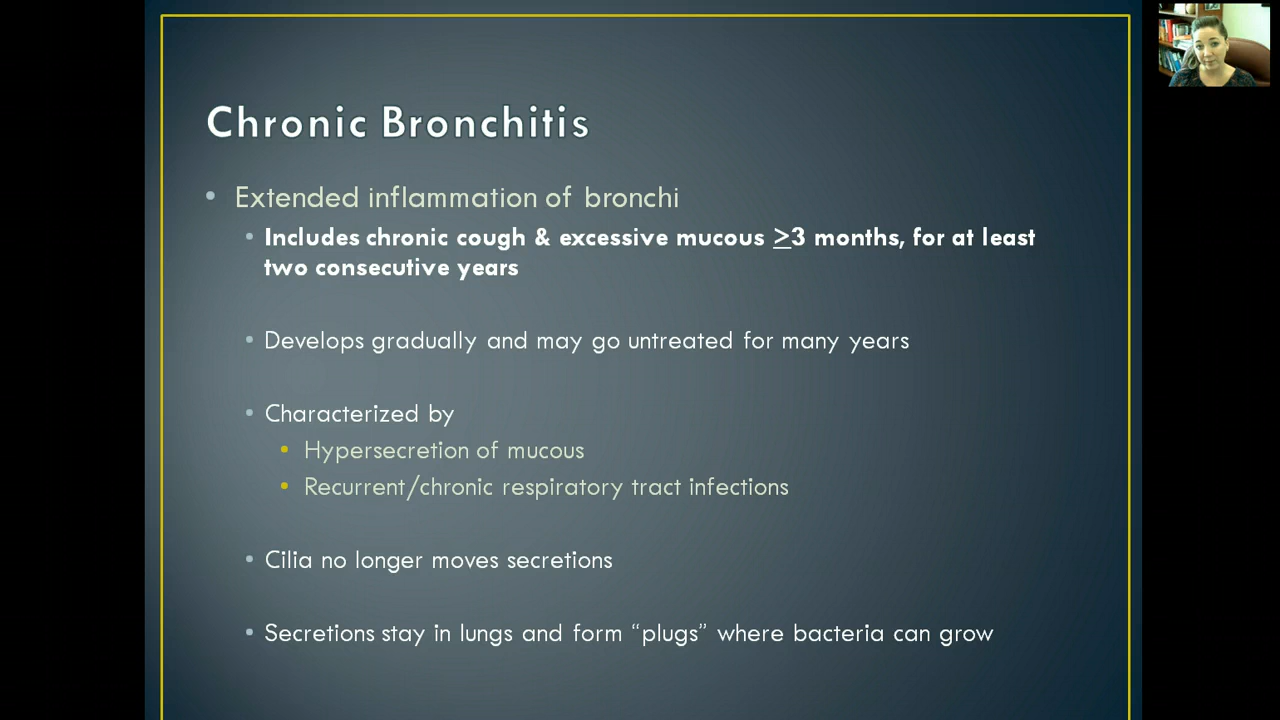 Chronic Bronchitis
• Extended inflammation of bronchi
• Includes chronic cough & excessive mucous ≥3 months, for at least
two consecutive years
• Develops gradually and may go untreated for many years
• Characterized by
• Hypersecretion of mucous
• Recurrent/chronic respiratory tract infections
• Cilia no longer moves secretions
• Secretions stay in lungs and form “plugs” where bacteria can grow